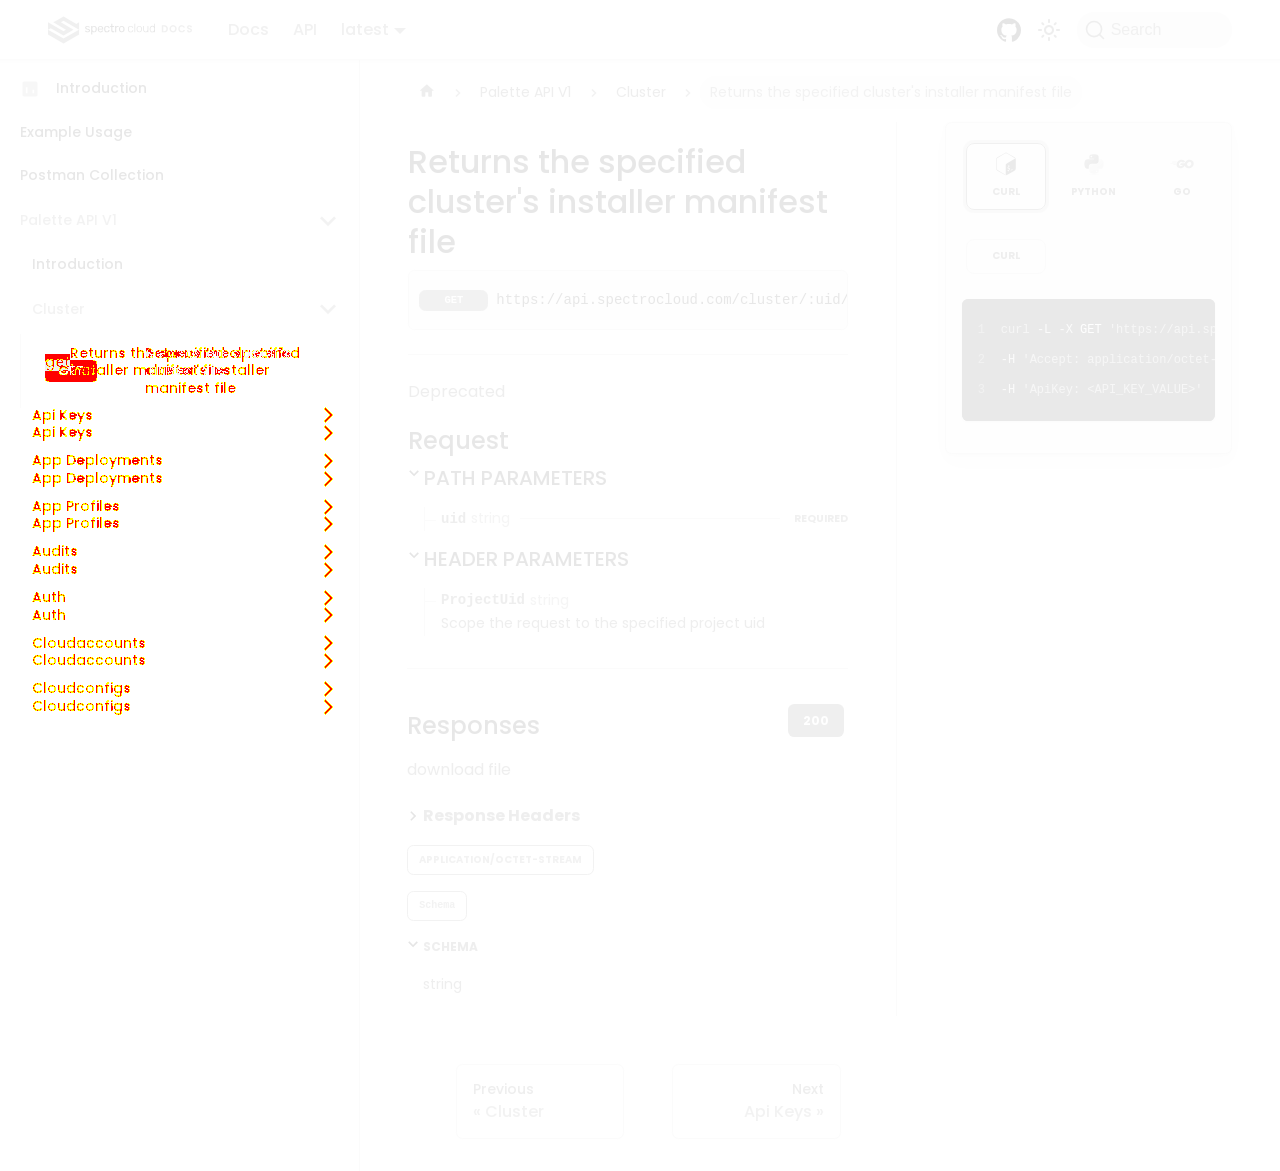 spectro cloud DOCS
Docs
API
latest
Search
Introduction
Example Usage
Postman Collection
Palette API V1
Introduction
Cluster
get
Returns the specified cluster's
installer manifest file
manifest file
Api Keys
Api Keys
App Deployments
App Deployments
App Profiles
App Profiles
Audits
Audits
Auth
Auth
Cloudaccounts
Cloudaccounts
Cloudconfigs
Cloudconfigs
Palette API V1
Cluster
Returns the specified cluster's installer manifest file
Returns the specified
cluster's installer manifest
file
GET https://api.spectrocloud.com/cluster/:uid/
Deprecated
Request
PATH PARAMETERS
uid string REQUIRED
HEADER PARAMETERS
ProjectUid string
Scope the request to the specified project uid
Responses
200
download file
Response Headers
APPLICATION/OCTET-STREAM
Schema
SCHEMA
string
Previous
« Cluster
Next
Api Keys »
CURL
PYTHON
GO
CURL
1 curl -L -X GET 'https://api.sp
2 -H 'Accept: application/octet-
3 -H 'ApiKey: <API_KEY_VALUE>'